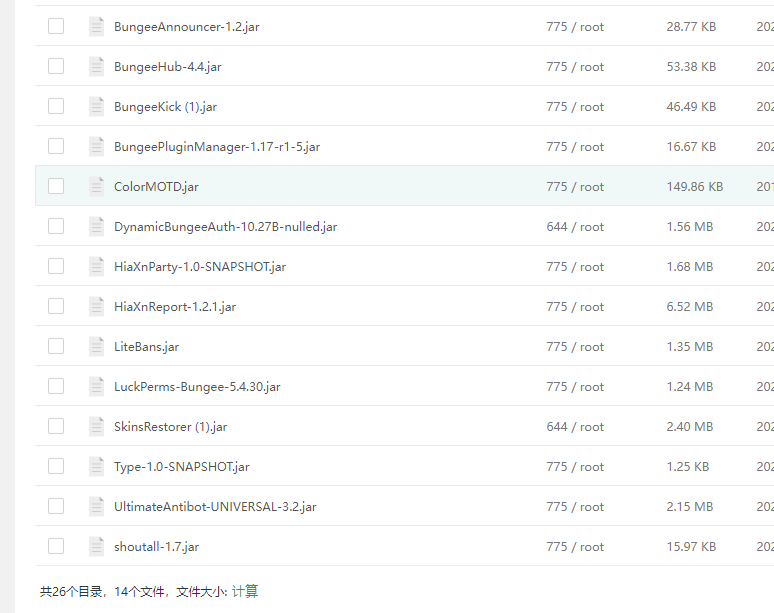 BungeeAnnouncer-1.2.jar 775 / root 28.77 KB 202
BungeeHub-4.4.jar 775 / root 53.38 KB 202
BungeeKick (1).jar 775 / root 46.49 KB 202
BungeePluginManager-1.17-r1-5.jar 775 / root 16.67 KB 202
ColorMOTD.jar 775 / root 149.86 KB 201
DynamicBungeeAuth-10.27B-nulled.jar 644 / root 1.56 MB 202
HiaXnParty-1.0-SNAPSHOT.jar 775 / root 1.68 MB 202
HiaXnReport-1.2.1.jar 775 / root 6.52 MB 202
LiteBans.jar 775 / root 1.35 MB 202
LuckPerms-Bungee-5.4.30.jar 775 / root 1.24 MB 202
SkinsRestorer (1).jar 644 / root 2.40 MB 202
Type-1.0-SNAPSHOT.jar 775 / root 1.25 KB 202
UltimateAntibot-UNIVERSAL-3.2.jar 775 / root 2.15 MB 202
shoutall-1.7.jar 775 / root 15.97 KB 202
共26个目录，14个文件，文件大小: 计算